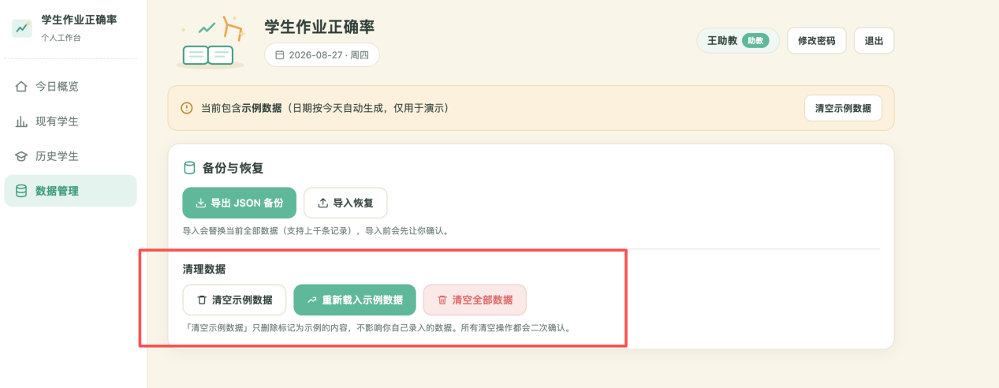 学生作业正确率
个人工作台
今日概览
现有学生
历史学生
数据管理
学生作业正确率
2026-08-27 · 周四
王助教 助教 修改密码 退出
当前包含示例数据（日期按今天自动生成，仅用于演示） 清空示例数据
备份与恢复
导出 JSON 备份 导入恢复
导入会替换当前全部数据（支持上千条记录），导入前会先让你确认。
清理数据
清空示例数据 重新载入示例数据 清空全部数据
「清空示例数据」只删除标记为示例的内容，不影响你自己录入的数据。所有清空操作都会二次确认。